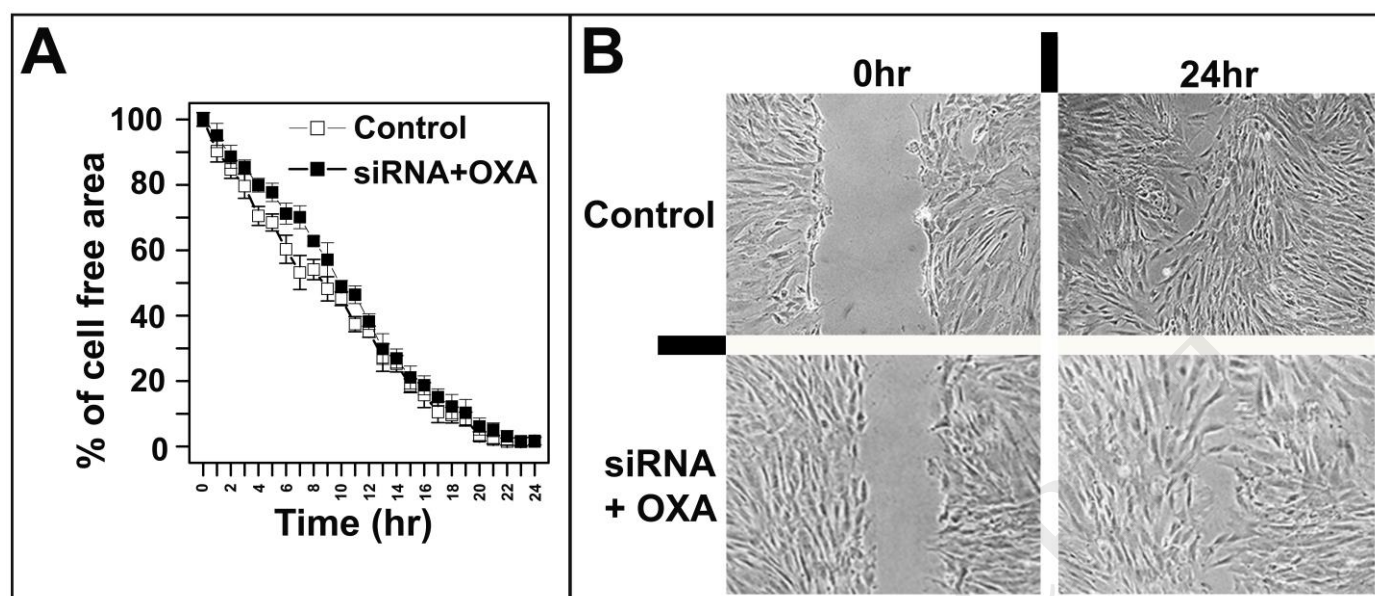 A
% of cell free area
100
80
60
40
20
0
Control
siRNA+OXA
0 2 4 6 8 10 12 14 16 18 20 22 24
Time (hr)
B
0hr 24hr
Control
siRNA
+ OXA